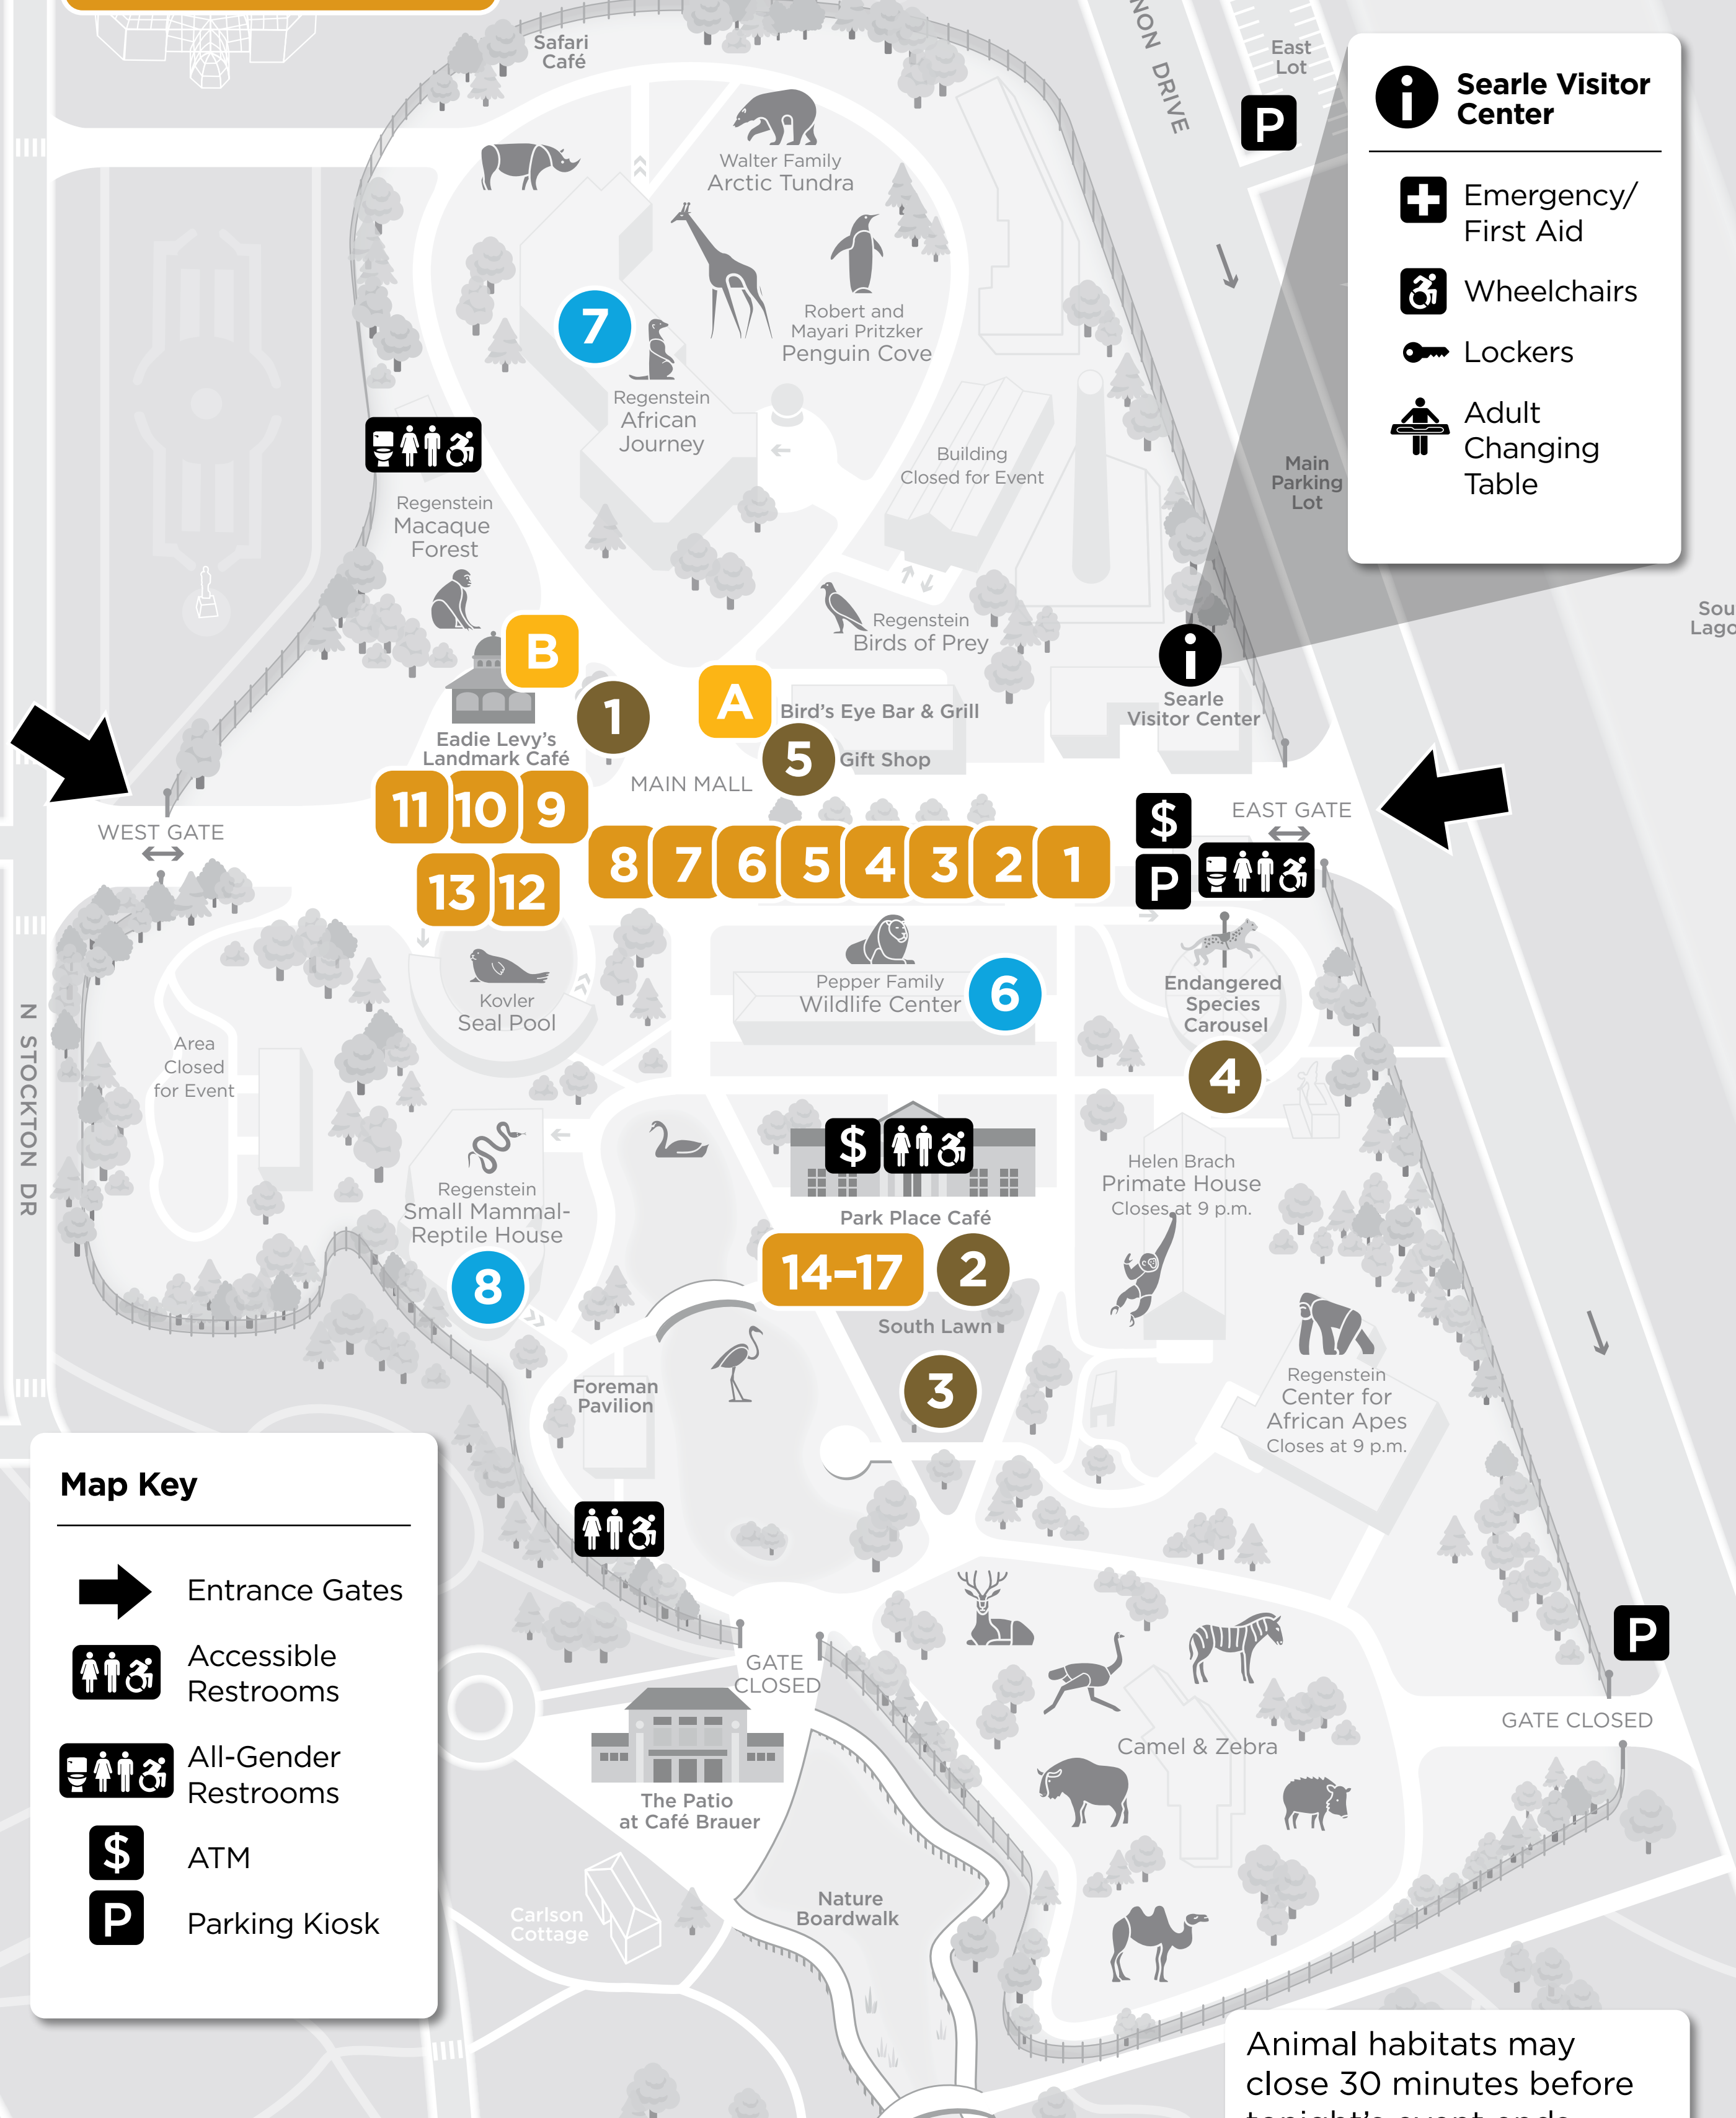 Safari
Café
NON DRIVE
East
Lot
P
Searle Visitor
Center
Emergency/
First Aid
Wheelchairs
Lockers
Adult
Changing
Table
Walter Family
Arctic Tundra
Robert and
Mayari Pritzker
Penguin Cove
7
Regenstein
African
Journey
Building
Closed for Event
Main
Parking
Lot
Regenstein
Macaque
Forest
Regenstein
Birds of Prey
i
Searle
Visitor Center
B
1
A
Bird's Eye Bar & Grill
5
Gift Shop
Eadie Levy's
Landmark Café
MAIN MALL
WEST GATE
EAST GATE
11 10 9
13 12
8 7 6 5 4 3 2 1
$
P
Kovler
Seal Pool
Pepper Family
Wildlife Center
6
Endangered
Species
Carousel
4
N STOCKTON DR
Area
Closed
for Event
Regenstein
Small Mammal-
Reptile House
8
$
Park Place Café
14–17
2
South Lawn
3
Helen Brach
Primate House
Closes at 9 p.m.
Regenstein
Center for
African Apes
Closes at 9 p.m.
Foreman
Pavilion
Map Key
Entrance Gates
Accessible
Restrooms
All-Gender
Restrooms
$
ATM
P
Parking Kiosk
GATE
CLOSED
The Patio
at Café Brauer
Carlson
Cottage
Nature
Boardwalk
Camel & Zebra
P
GATE CLOSED
Animal habitats may
close 30 minutes before
tonight's event ends